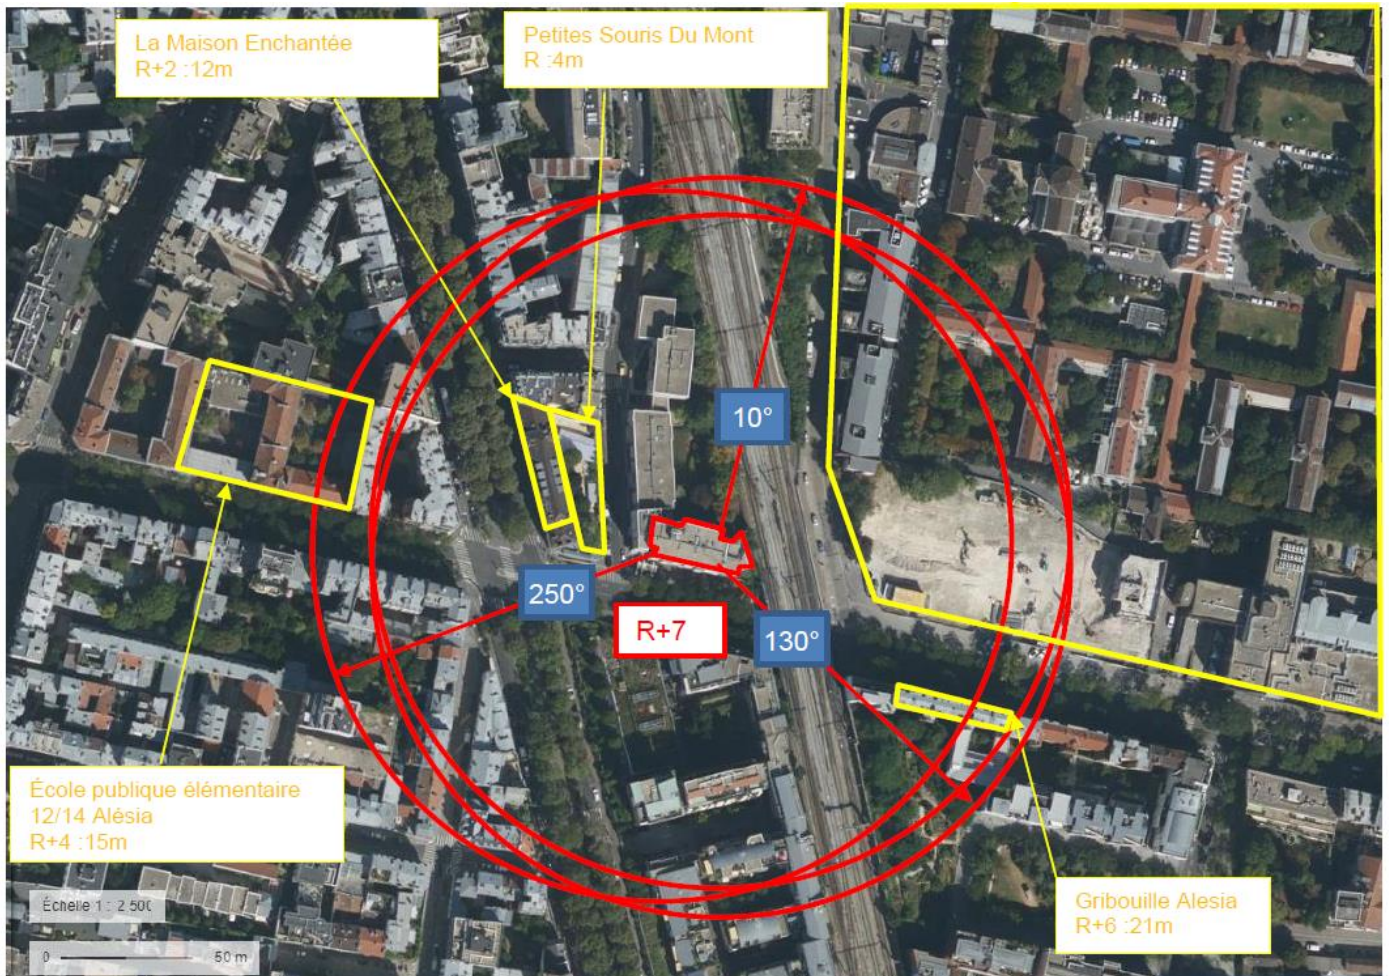 La Maison Enchantée
R+2 :12m
Petites Souris Du Mont
R :4m
10°
250°
R+7
130°
École publique élémentaire
12/14 Alésia
R+4 :15m
Gribouille Alesia
R+6 :21m
Échelle 1 : 2 500
0
50 m